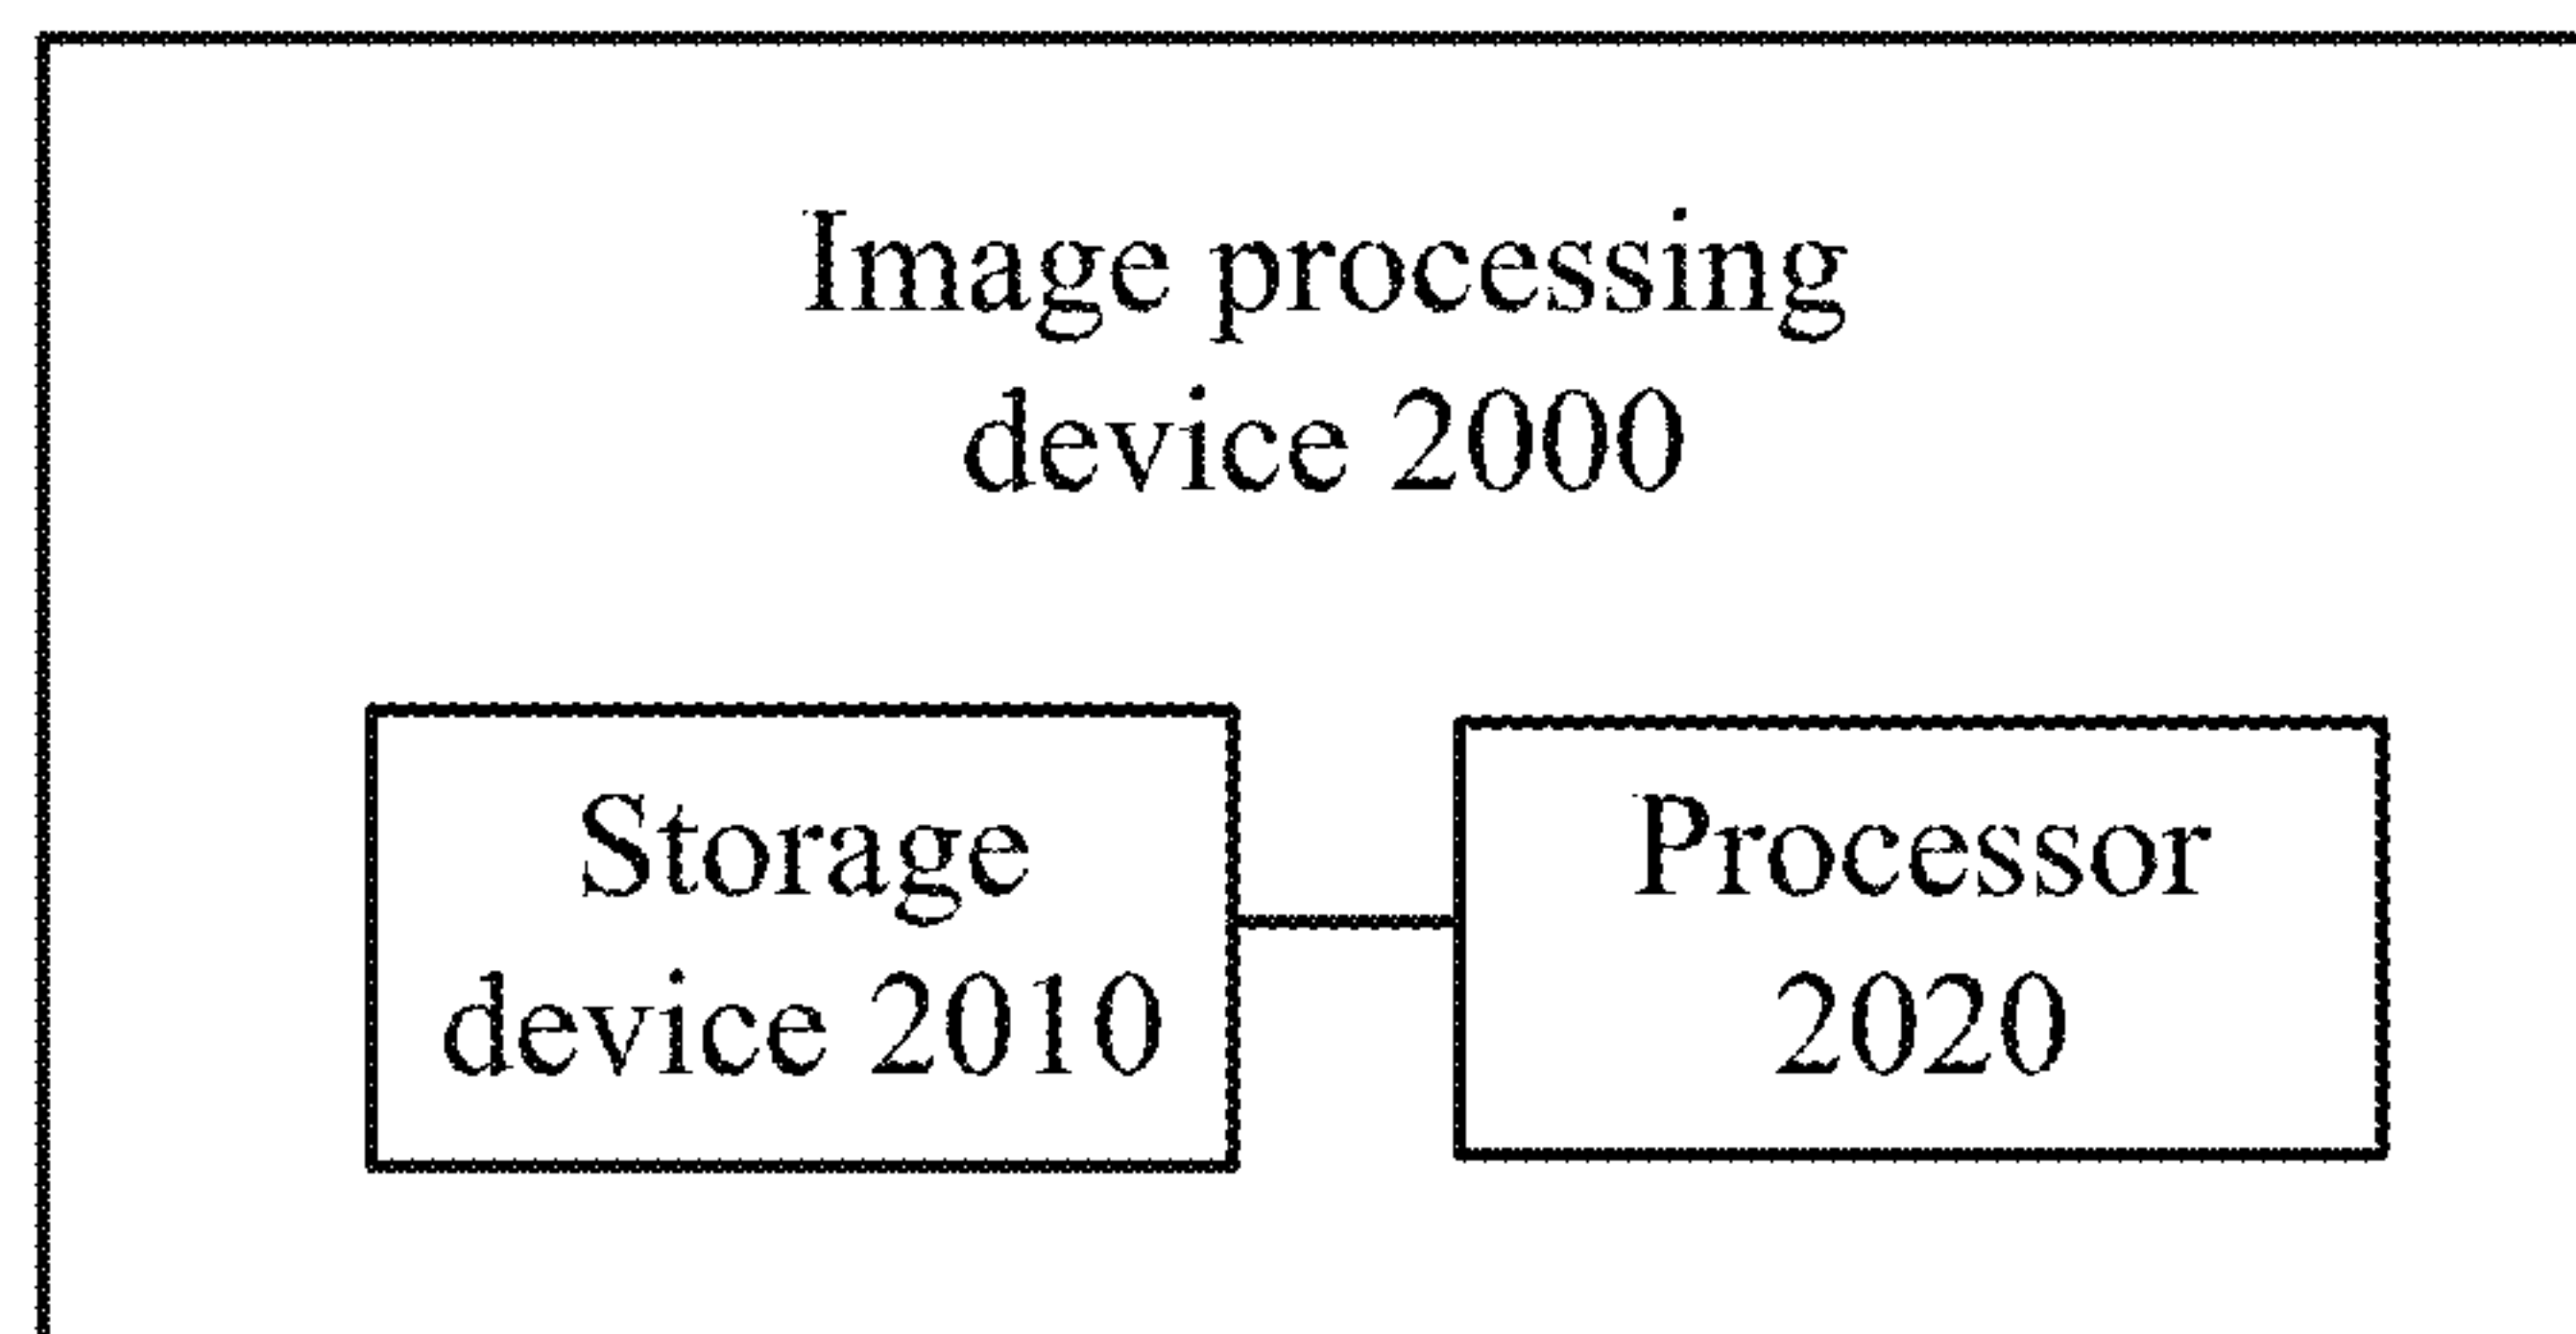 Image processing
device 2000
Storage
device 2010
Processor
2020